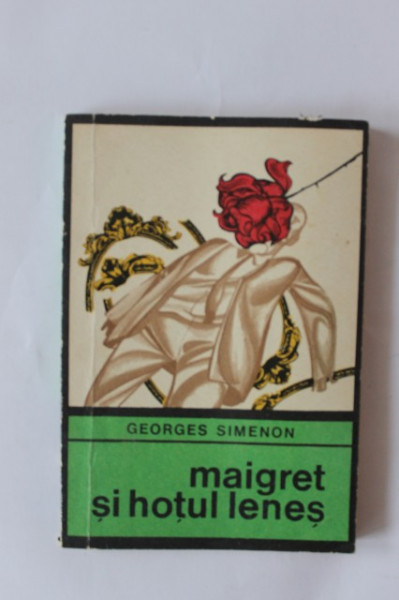 GEORGES SIMENON
maigret
și hoțul leneș